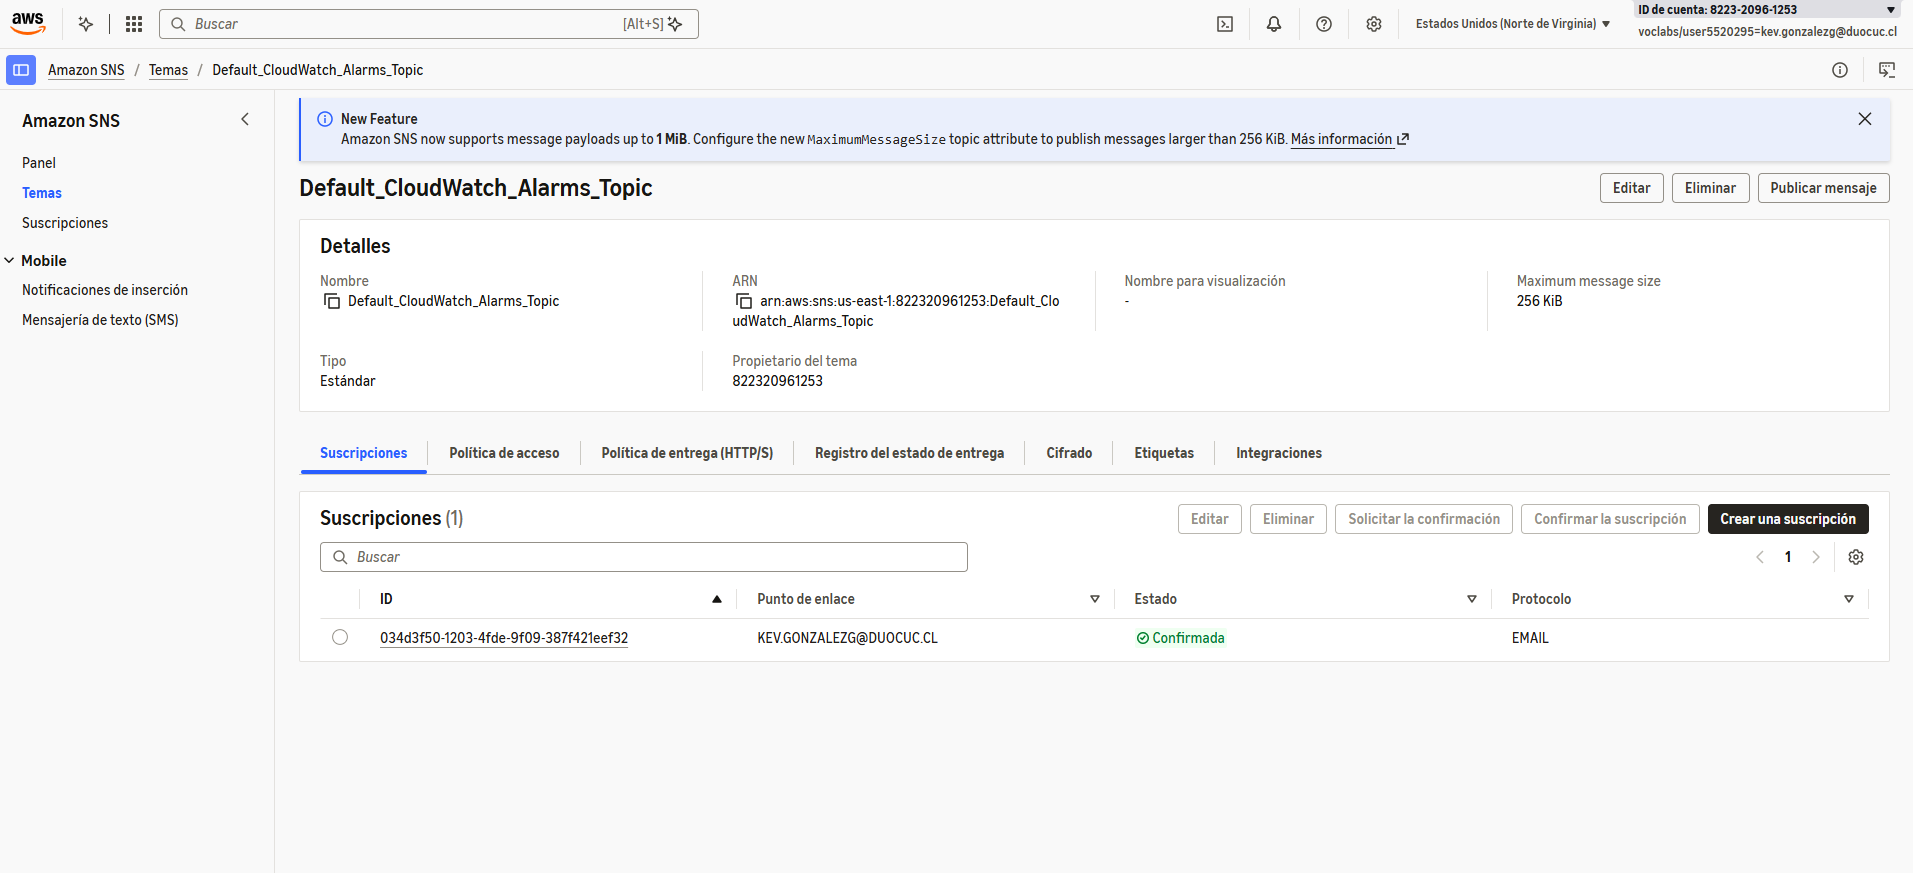 aws
Buscar
[Alt+S]
Estados Unidos (Norte de Virginia)
ID de cuenta: 8223-2096-1253
voclabs/user5520295=kev.gonzalezg@duocuc.cl
Amazon SNS / Temas / Default_CloudWatch_Alarms_Topic
Amazon SNS
Panel
Temas
Suscripciones
Mobile
Notificaciones de inserción
Mensajería de texto (SMS)
New Feature
Amazon SNS now supports message payloads up to 1 MiB. Configure the new MaximumMessageSize topic attribute to publish messages larger than 256 KiB. Más información
Default_CloudWatch_Alarms_Topic
Editar
Eliminar
Publicar mensaje
Detalles
Nombre
Default_CloudWatch_Alarms_Topic
ARN
arn:aws:sns:us-east-1:822320961253:Default_Clo
udWatch_Alarms_Topic
Nombre para visualización
-
Maximum message size
256 KiB
Tipo
Estándar
Propietario del tema
822320961253
Suscripciones
Política de acceso
Política de entrega (HTTP/S)
Registro del estado de entrega
Cifrado
Etiquetas
Integraciones
Suscripciones (1)
Editar
Eliminar
Solicitar la confirmación
Confirmar la suscripción
Crear una suscripción
Buscar
1
ID
Punto de enlace
Estado
Protocolo
034d3f50-1203-4fde-9f09-387f421eef32
KEV.GONZALEZG@DUOCUC.CL
Confirmada
EMAIL